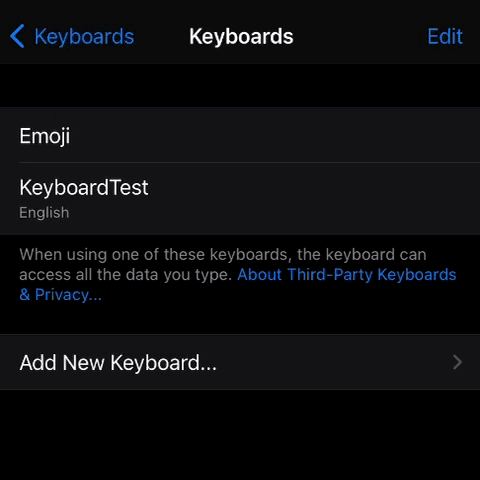 Keyboards
Keyboards
Edit
Emoji
KeyboardTest
English
When using one of these keyboards, the keyboard can
access all the data you type. About Third-Party Keyboards
& Privacy...
Add New Keyboard...